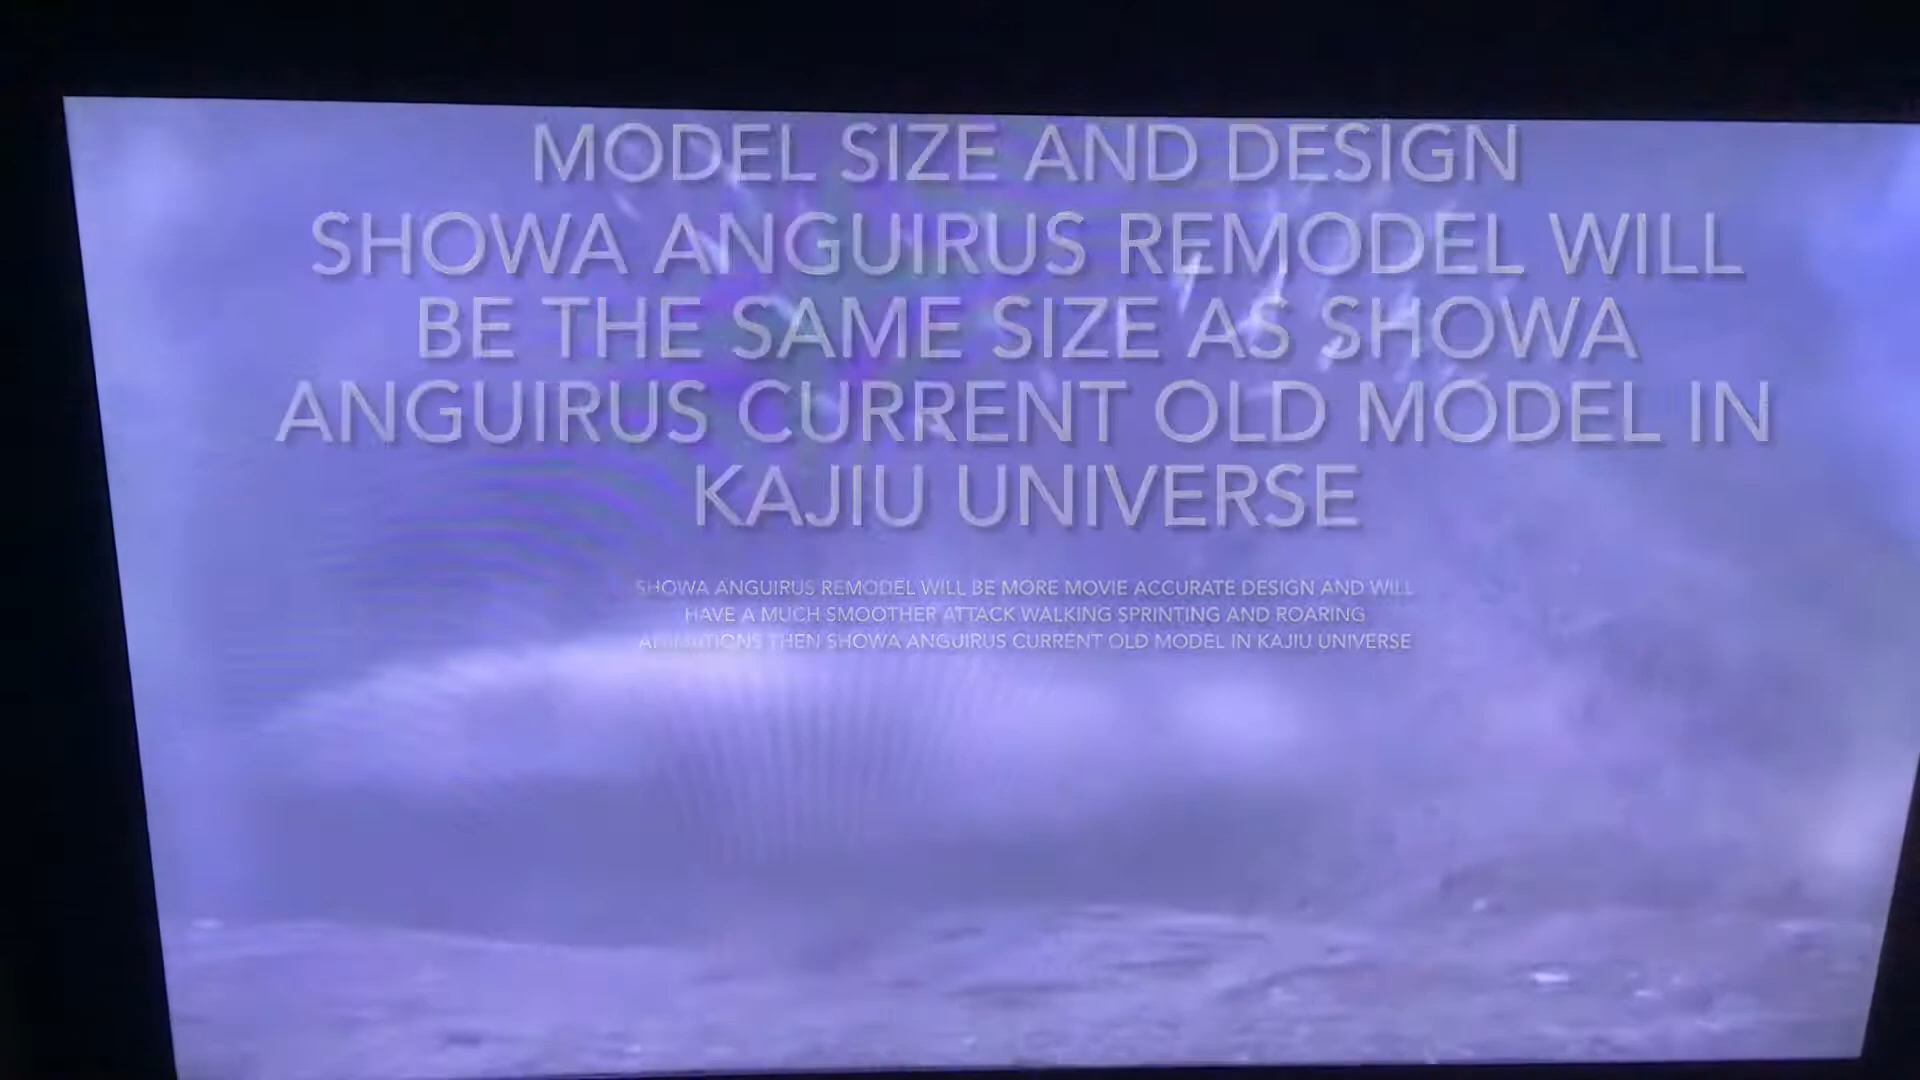 MODEL SIZE AND DESIGN
SHOWA ANGUIRUS REMODEL WILL
BE THE SAME SIZE AS SHOWA
ANGUIRUS CURRENT OLD MODEL IN
KAJIU UNIVERSE
SHOWA ANGUIRUS REMODEL WILL BE MORE MOVIE ACCURATE DESIGN AND WILL
HAVE A MUCH SMOOTHER ATTACK WALKING SPRINTING AND ROARING
ANIMATIONS THEN SHOWA ANGUIRUS CURRENT OLD MODEL IN KAJIU UNIVERSE